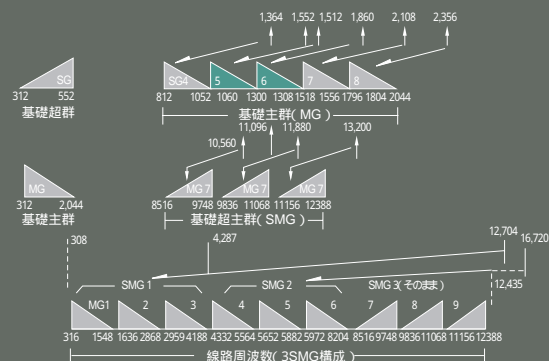 1,364 1,552 1,512 1,860 2,108 2,356
SG SG4 5 6 7 8
312 552 812 1052 1060 1300 1308 1518 1556 1796 1804 2044
基礎超群 基礎主群(MG)
11,096 11,880 13,200
10,560
MG MG 7 MG 7 MG 7
312 2,044 8516 9748 9836 11068 11156 12388
基礎主群 基礎超主群(SMG)
308 4,287 12,704 16,720
12,435
SMG 1 SMG 2 SMG 3(そのまま)
MG1 2 3 4 5 6 7 8 9
316 1548 1636 2868 2959 4188 4332 5564 5652 5882 5972 8204 8516 9748 9836 11068 11156 12388
線路周波数(3SMG構成)